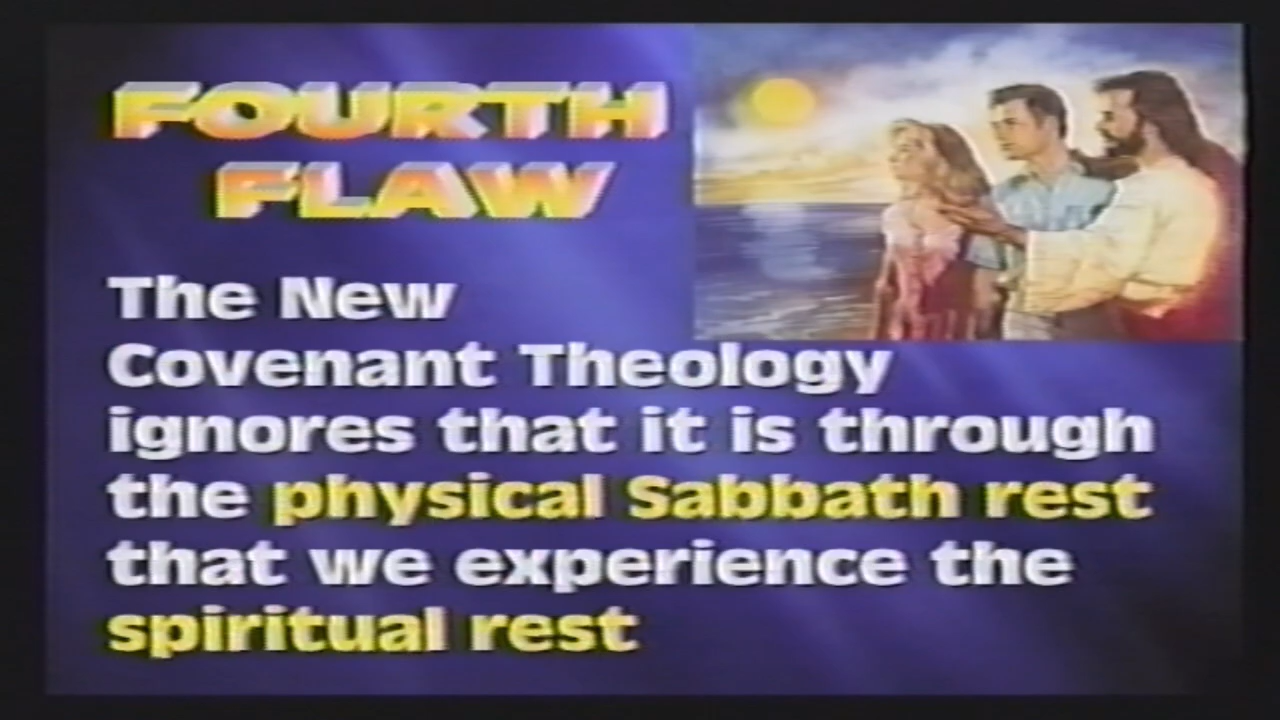 FOURTH
FLAW
The New
Covenant Theology
ignores that it is through
the physical Sabbath rest
that we experience the
spiritual rest